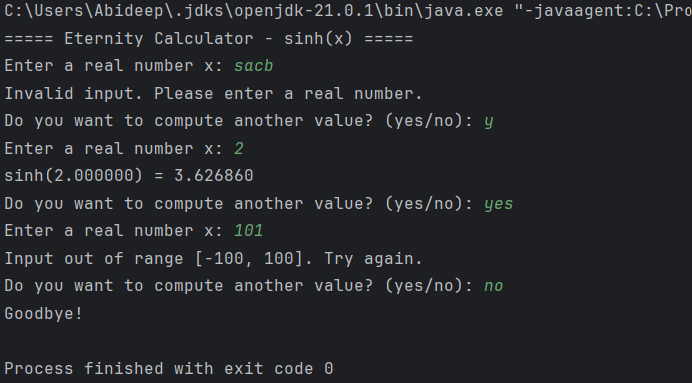 C:\Users\Abideep\.jdks\openjdk-21.0.1\bin\java.exe "-javaagent:C:\Pro
===== Eternity Calculator - sinh(x) =====
Enter a real number x: sacb
Invalid input. Please enter a real number.
Do you want to compute another value? (yes/no): y
Enter a real number x: 2
sinh(2.000000) = 3.626860
Do you want to compute another value? (yes/no): yes
Enter a real number x: 101
Input out of range [-100, 100]. Try again.
Do you want to compute another value? (yes/no): no
Goodbye!
Process finished with exit code 0